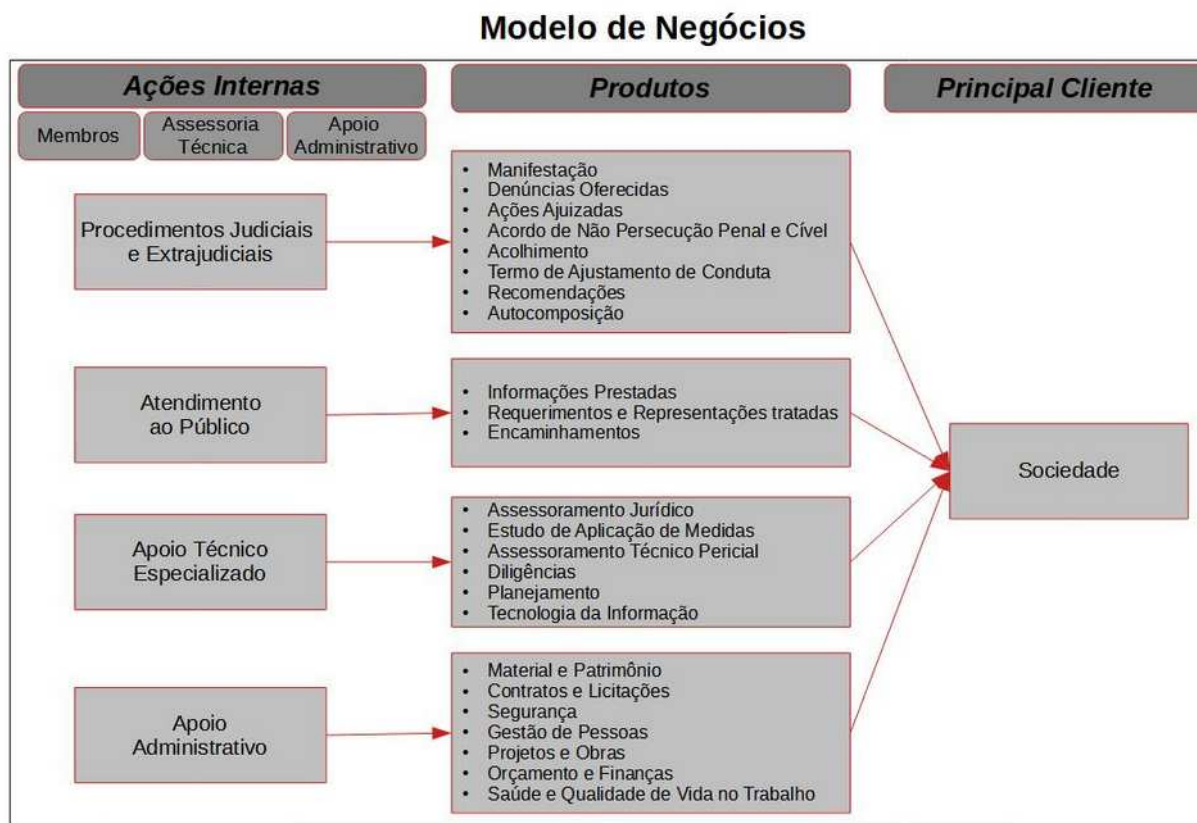 Modelo de Negócios
Ações Internas
Produtos
Principal Cliente
Membros
Assessoria
Técnica
Apoio
Administrativo
Procedimentos Judiciais
e Extrajudiciais
• Manifestação
• Denúncias Oferecidas
• Ações Ajuizadas
• Acordo de Não Persecução Penal e Cível
• Acolhimento
• Termo de Ajustamento de Conduta
• Recomendações
• Autocomposição
Atendimento
ao Público
• Informações Prestadas
• Requerimentos e Representações tratadas
• Encaminhamentos
Sociedade
Apoio Técnico
Especializado
• Assessoramento Jurídico
• Estudo de Aplicação de Medidas
• Assessoramento Técnico Pericial
• Diligências
• Planejamento
• Tecnologia da Informação
Apoio
Administrativo
• Material e Patrimônio
• Contratos e Licitações
• Segurança
• Gestão de Pessoas
• Projetos e Obras
• Orçamento e Finanças
• Saúde e Qualidade de Vida no Trabalho